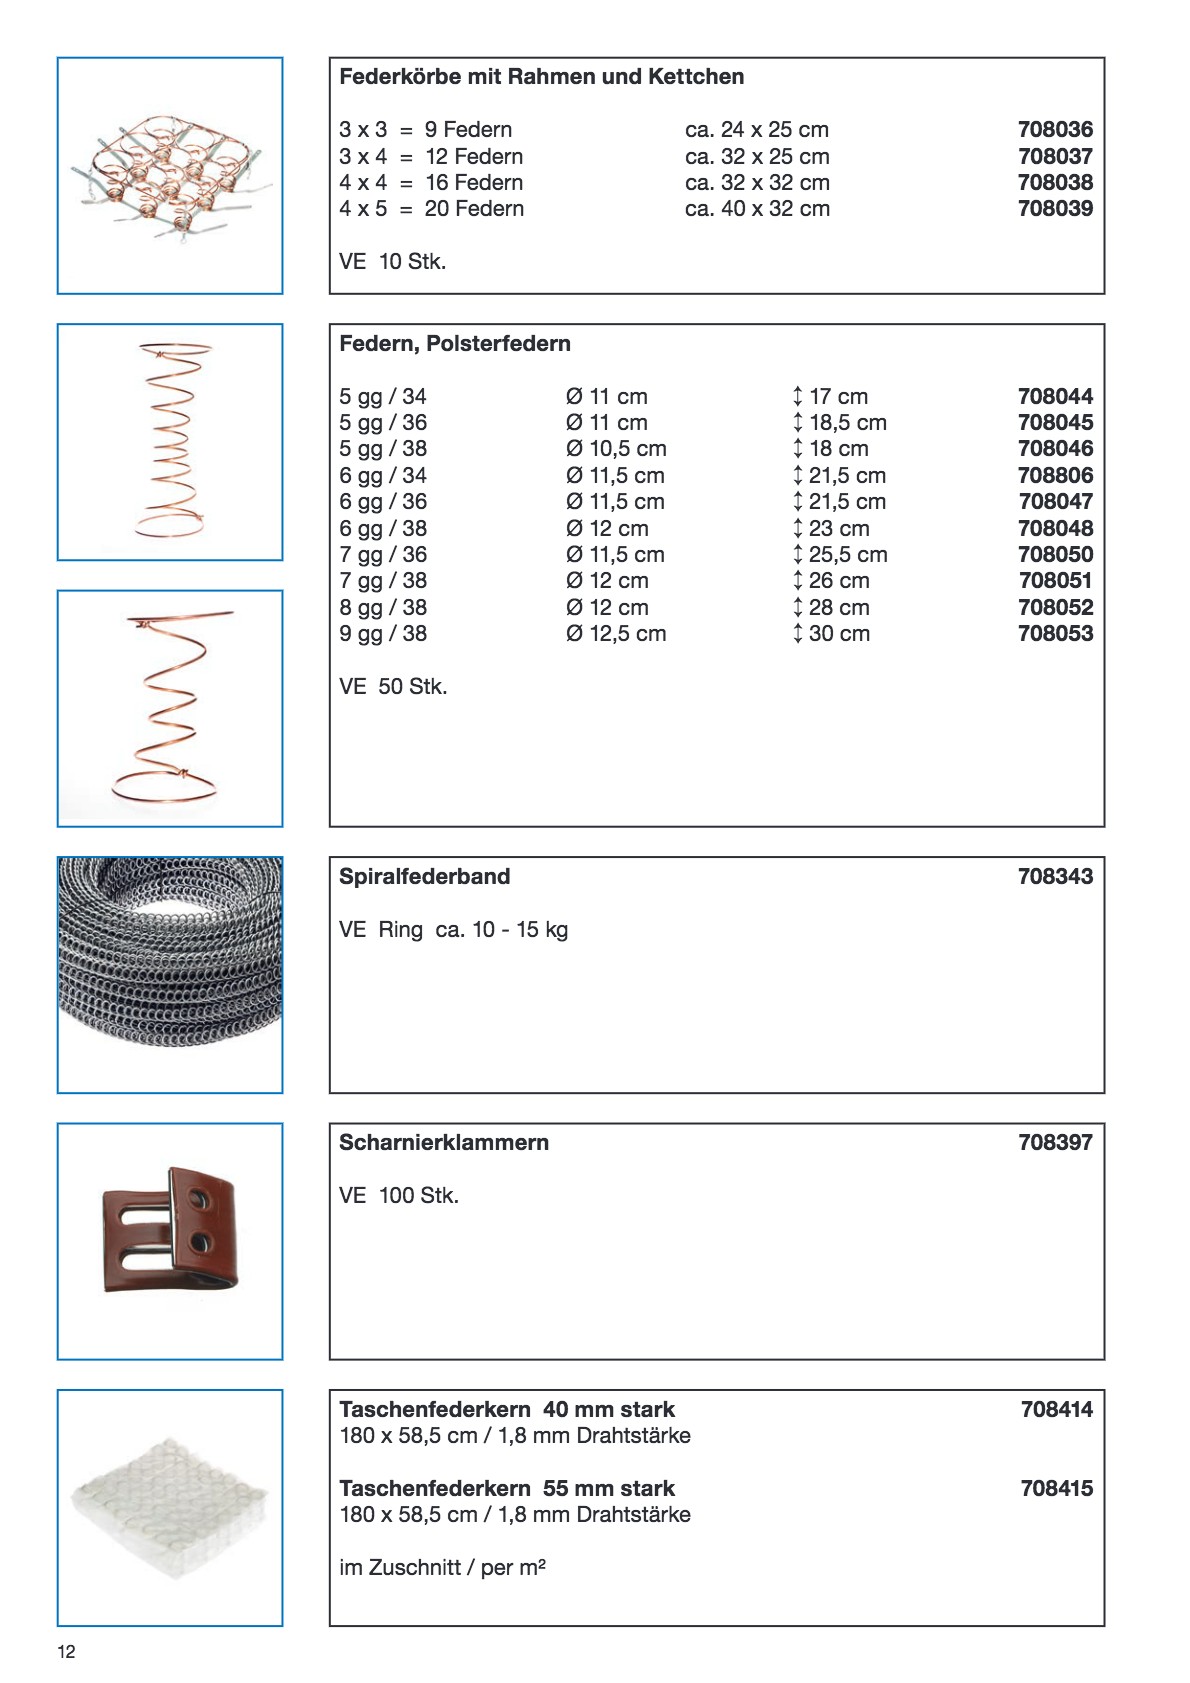 Federkörbe mit Rahmen und Kettchen
3 x 3 = 9 Federn ca. 24 x 25 cm 708036
3 x 4 = 12 Federn ca. 32 x 25 cm 708037
4 x 4 = 16 Federn ca. 32 x 32 cm 708038
4 x 5 = 20 Federn ca. 40 x 32 cm 708039
VE 10 Stk.
Federn, Polsterfedern
5 gg / 34 Ø 11 cm ↕ 17 cm 708044
5 gg / 36 Ø 11 cm ↕ 18,5 cm 708045
5 gg / 38 Ø 10,5 cm ↕ 18 cm 708046
6 gg / 34 Ø 11,5 cm ↕ 21,5 cm 708806
6 gg / 36 Ø 11,5 cm ↕ 21,5 cm 708047
6 gg / 38 Ø 12 cm ↕ 23 cm 708048
7 gg / 36 Ø 11,5 cm ↕ 25,5 cm 708050
7 gg / 38 Ø 12 cm ↕ 26 cm 708051
8 gg / 38 Ø 12 cm ↕ 28 cm 708052
9 gg / 38 Ø 12,5 cm ↕ 30 cm 708053
VE 50 Stk.
Spiralfederband 708343
VE Ring ca. 10 - 15 kg
Scharnierklammern 708397
VE 100 Stk.
Taschenfederkern 40 mm stark 708414
180 x 58,5 cm / 1,8 mm Drahtstärke
Taschenfederkern 55 mm stark 708415
180 x 58,5 cm / 1,8 mm Drahtstärke
im Zuschnitt / per m²
12